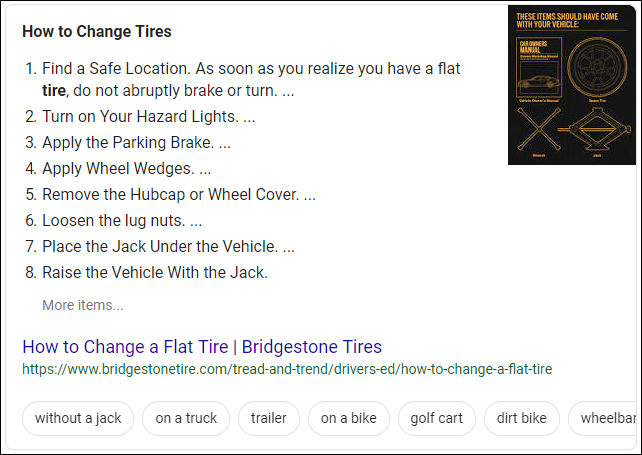 How to Change Tires
THESE ITEMS SHOULD HAVE COME
WITH YOUR VEHICLE:
CAR OWNERS
MANUAL
Vehicle Owner's Manual
Spare Tire
Wrench
Jack
1. Find a Safe Location. As soon as you realize you have a flat
tire, do not abruptly brake or turn. ...
2. Turn on Your Hazard Lights. ...
3. Apply the Parking Brake. ...
4. Apply Wheel Wedges. ...
5. Remove the Hubcap or Wheel Cover. ...
6. Loosen the lug nuts. ...
7. Place the Jack Under the Vehicle. ...
8. Raise the Vehicle With the Jack.
More items...
How to Change a Flat Tire | Bridgestone Tires
https://www.bridgestonetire.com/tread-and-trend/drivers-ed/how-to-change-a-flat-tire
without a jack
on a truck
trailer
on a bike
golf cart
dirt bike
wheelbar